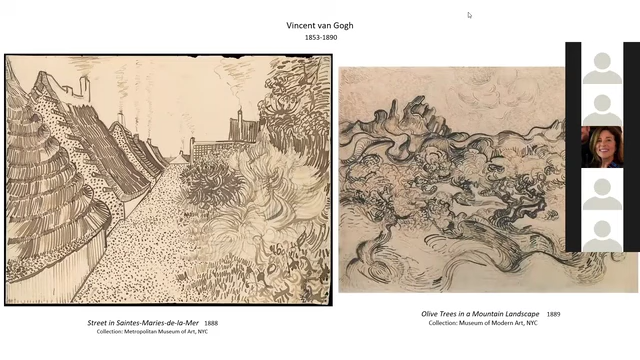 Vincent van Gogh
1853-1890
Street in Saintes-Maries-de-la-Mer 1888
Collection: Metropolitan Museum of Art, NYC
Olive Trees in a Mountain Landscape 1889
Collection: Museum of Modern Art, NYC